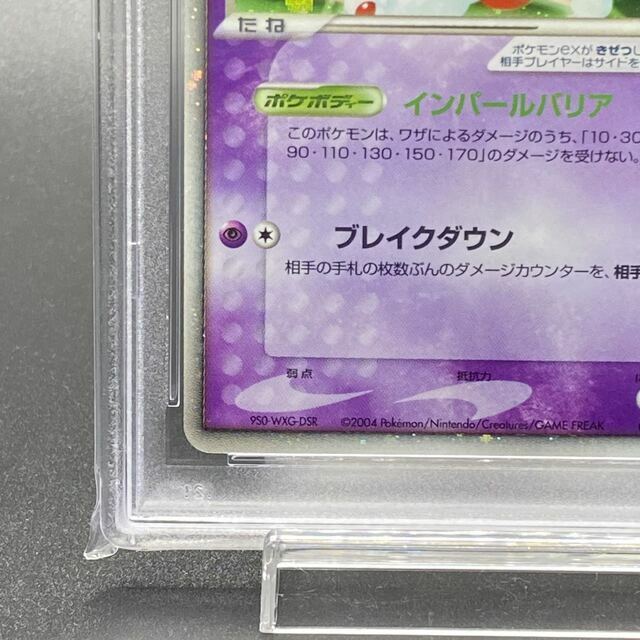 たね
ポケモンexが きぜつし
相手プレイヤーはサイドを
ポケボディー インパールバリア
このポケモンは、ワザによるダメージのうち、「10・30
90・110・130・150・170」のダメージを受けない。
ブレイクダウン
相手の手札の枚数ぶんのダメージカウンターを、相手
弱点
抵抗力
9S0-WXG-DSR
©2004 Pokémon/Nintendo/Creatures/GAME FREAK